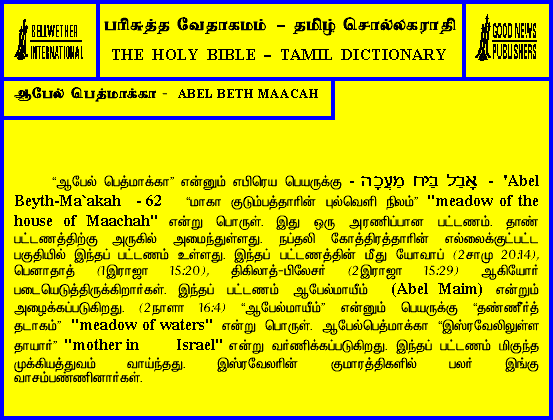 BELLWETHER
INTERNATIONAL
பரிசுத்த வேதாகமம் – தமிழ் சொல்லகராதி
THE HOLY BIBLE – TAMIL DICTIONARY
GOOD NEWS
PUBLISHERS
ஆபேல் பெத்மாக்கா - ABEL BETH MAACAH
“ஆபேல் பெத்மாக்கா” என்னும் எபிரெய பெயருக்கு - אָבֵל בֵּית מַעֲכָה - 'Abel
Beyth-Ma`akah - 62 “மாகா குடும்பத்தாரின் புல்வெளி நிலம்” "meadow of the
house of Maachah" என்று பொருள். இது ஒரு அரணிப்பான பட்டணம். தாண்
பட்டணத்திற்கு அருகில் அமைந்துள்ளது. நப்தலி கோத்திரத்தாரின் எல்லைக்குட்பட்ட
பகுதியில் இந்தப் பட்டணம் உள்ளது. இந்தப் பட்டணத்தின் மீது யோவாப் (2சாமு 20:14),
பெனாதாத் (1இராஜா 15:20), திகிலாத்-பிலேசர் (2இராஜா 15:29) ஆகியோர்
படையெடுத்திருக்கிறார்கள். இந்தப் பட்டணம் ஆபேல்மாயீம் (Abel Maim) என்றும்
அழைக்கப்படுகிறது. (2நாளா 16:4) “ஆபேல்மாயீம்” என்னும் பெயருக்கு “தண்ணீர்த்
தடாகம்” "meadow of waters" என்று பொருள். ஆபேல்பெத்மாக்கா “இஸ்ரவேலிலுள்ள
தாயார்” "mother in Israel" என்று வர்ணிக்கப்படுகிறது. இந்தப் பட்டணம் மிகுந்த
முக்கியத்துவம் வாய்ந்தது. இஸ்ரவேலரின் குமாரத்திகளில் பலர் இங்கு
வாசம்பண்ணினார்கள்.